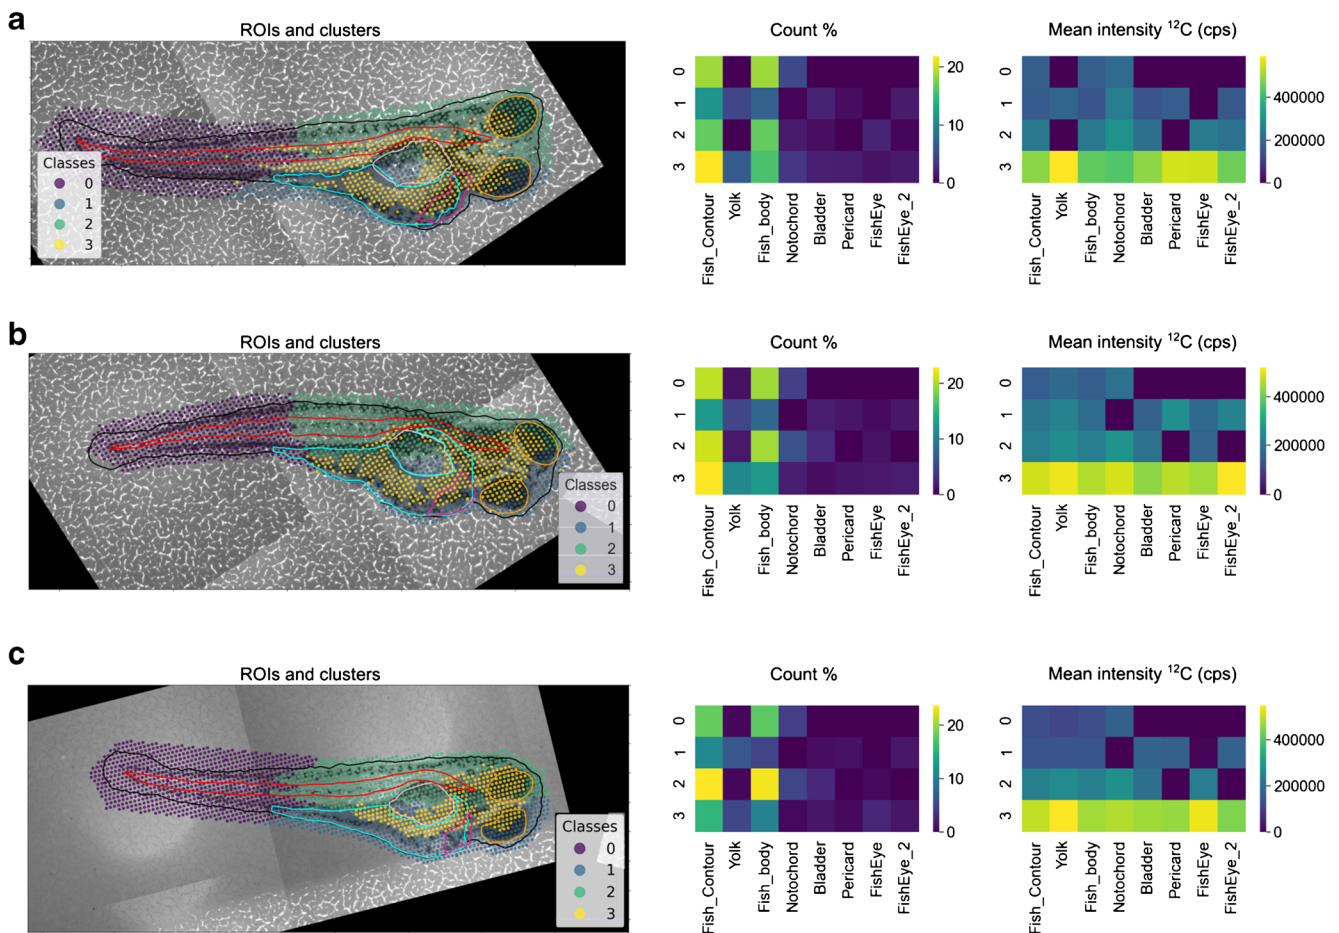 a
ROIs and clusters
Classes
0
1
2
3
Count %
0
1
2
3
Fish_Contour
Yolk
Fish_body
Notochord
Bladder
Pericard
FishEye
FishEye_2
20
10
0
Mean intensity ¹²C (cps)
0
1
2
3
Fish_Contour
Yolk
Fish_body
Notochord
Bladder
Pericard
FishEye
FishEye_2
400000
200000
0
b
ROIs and clusters
Classes
0
1
2
3
Count %
0
1
2
3
Fish_Contour
Yolk
Fish_body
Notochord
Bladder
Pericard
FishEye
FishEye_2
20
10
0
Mean intensity ¹²C (cps)
0
1
2
3
Fish_Contour
Yolk
Fish_body
Notochord
Bladder
Pericard
FishEye
FishEye_2
400000
200000
0
c
ROIs and clusters
Classes
0
1
2
3
Count %
0
1
2
3
Fish_Contour
Yolk
Fish_body
Notochord
Bladder
Pericard
FishEye
FishEye_2
20
10
0
Mean intensity ¹²C (cps)
0
1
2
3
Fish_Contour
Yolk
Fish_body
Notochord
Bladder
Pericard
FishEye
FishEye_2
400000
200000
0